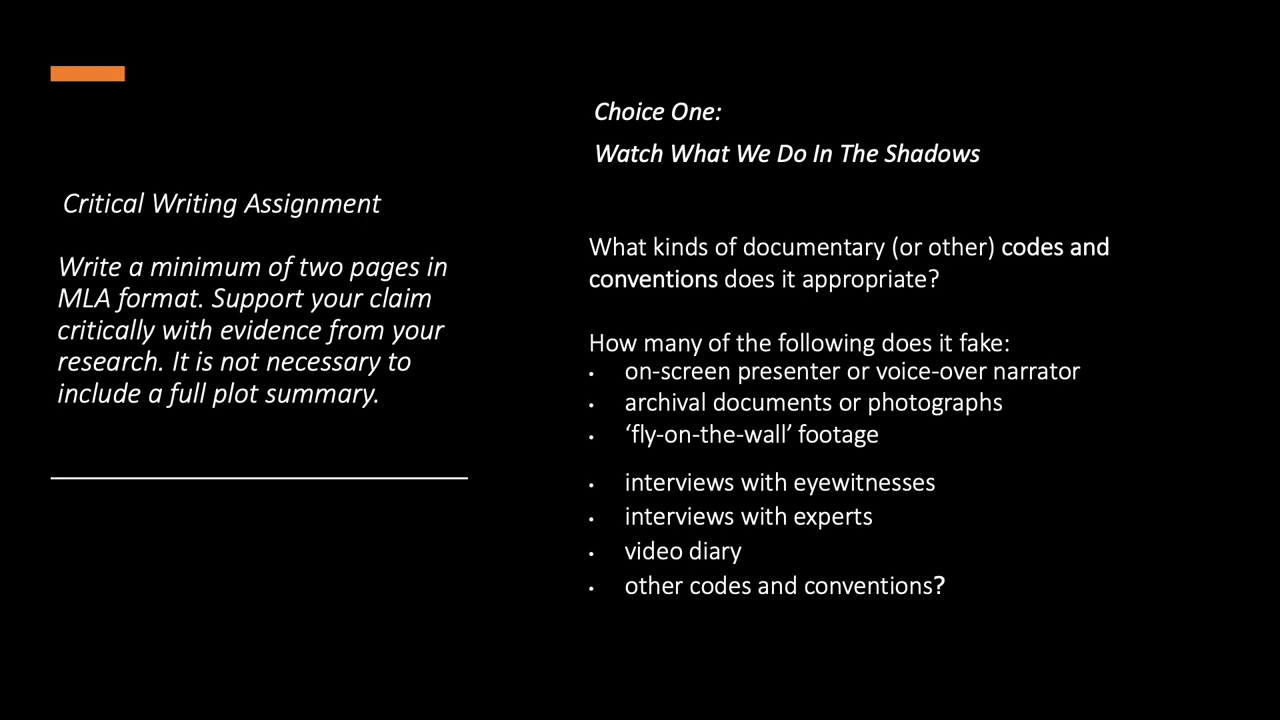 Critical Writing Assignment
Write a minimum of two pages in
MLA format. Support your claim
critically with evidence from your
research. It is not necessary to
include a full plot summary.
Choice One:
Watch What We Do In The Shadows
What kinds of documentary (or other) codes and
conventions does it appropriate?
How many of the following does it fake:
• on-screen presenter or voice-over narrator
• archival documents or photographs
• ‘fly-on-the-wall’ footage
• interviews with eyewitnesses
• interviews with experts
• video diary
• other codes and conventions?